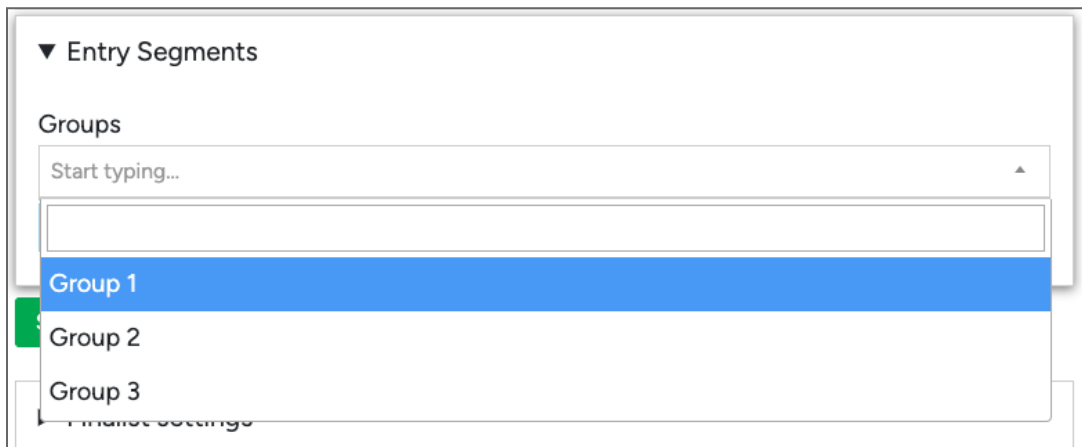 ▼ Entry Segments
Groups
Start typing...
Group 1
Group 2
Group 3